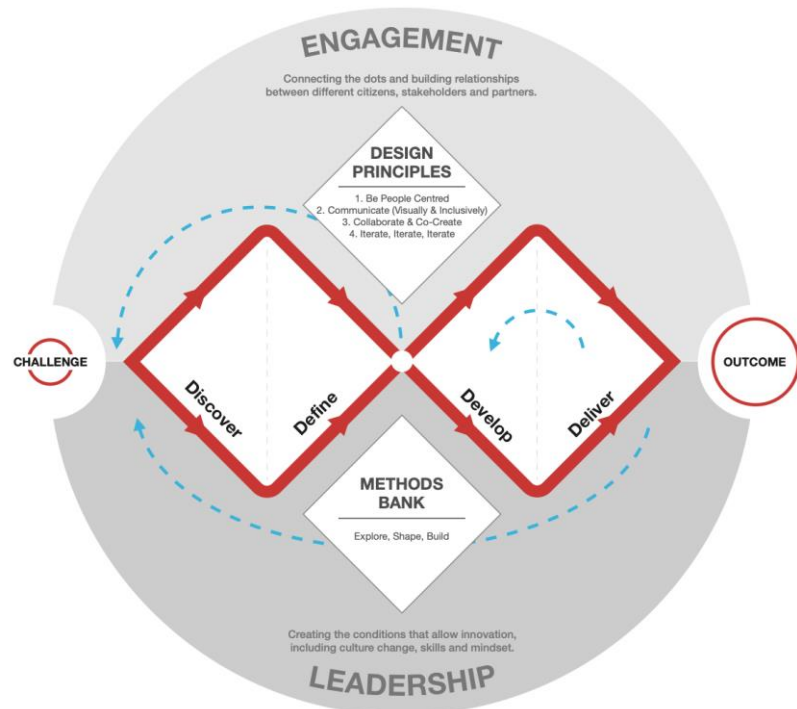 ENGAGEMENT
Connecting the dots and building relationships
between different citizens, stakeholders and partners.
DESIGN
PRINCIPLES
1. Be People Centred
2. Communicate (Visually & Inclusively)
3. Collaborate & Co-Create
4. Iterate, Iterate, Iterate
CHALLENGE
Discover
Define
Develop
Deliver
OUTCOME
METHODS
BANK
Explore, Shape, Build
Creating the conditions that allow innovation,
including culture change, skills and mindset.
LEADERSHIP